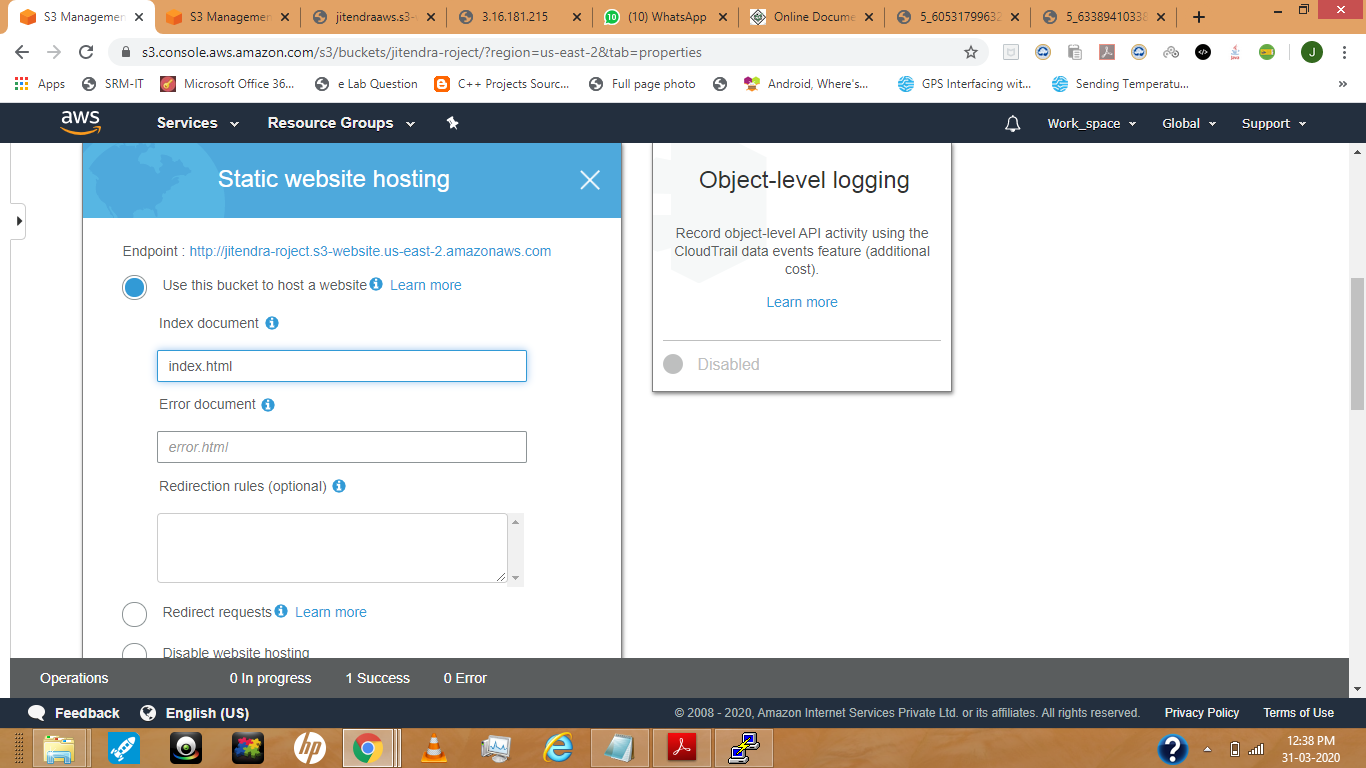 S3 Managemen
S3 Managemen
jitendraaws.s3-
3.16.181.215
(10) WhatsApp
Online Docume
5_60531799632
5_63389410338
s3.console.aws.amazon.com/s3/buckets/jitendra-roject/?region=us-east-2&tab=properties
J
Apps
SRM-IT
Microsoft Office 36...
e Lab Question
C++ Projects Sourc...
Full page photo
Android, Where's...
GPS Interfacing wit...
Sending Temperatu...
»
aws
Services
Resource Groups
Work_space
Global
Support
Static website hosting
Endpoint : http://jitendra-roject.s3-website.us-east-2.amazonaws.com
Use this bucket to host a website Learn more
Index document
index.html
Error document
error.html
Redirection rules (optional)
Redirect requests Learn more
Disable website hosting
Object-level logging
Record object-level API activity using the
CloudTrail data events feature (additional
cost).
Learn more
Disabled
Operations
0 In progress
1 Success
0 Error
Feedback
English (US)
© 2008 - 2020, Amazon Internet Services Private Ltd. or its affiliates. All rights reserved.
Privacy Policy
Terms of Use
hp
12:38 PM
31-03-2020